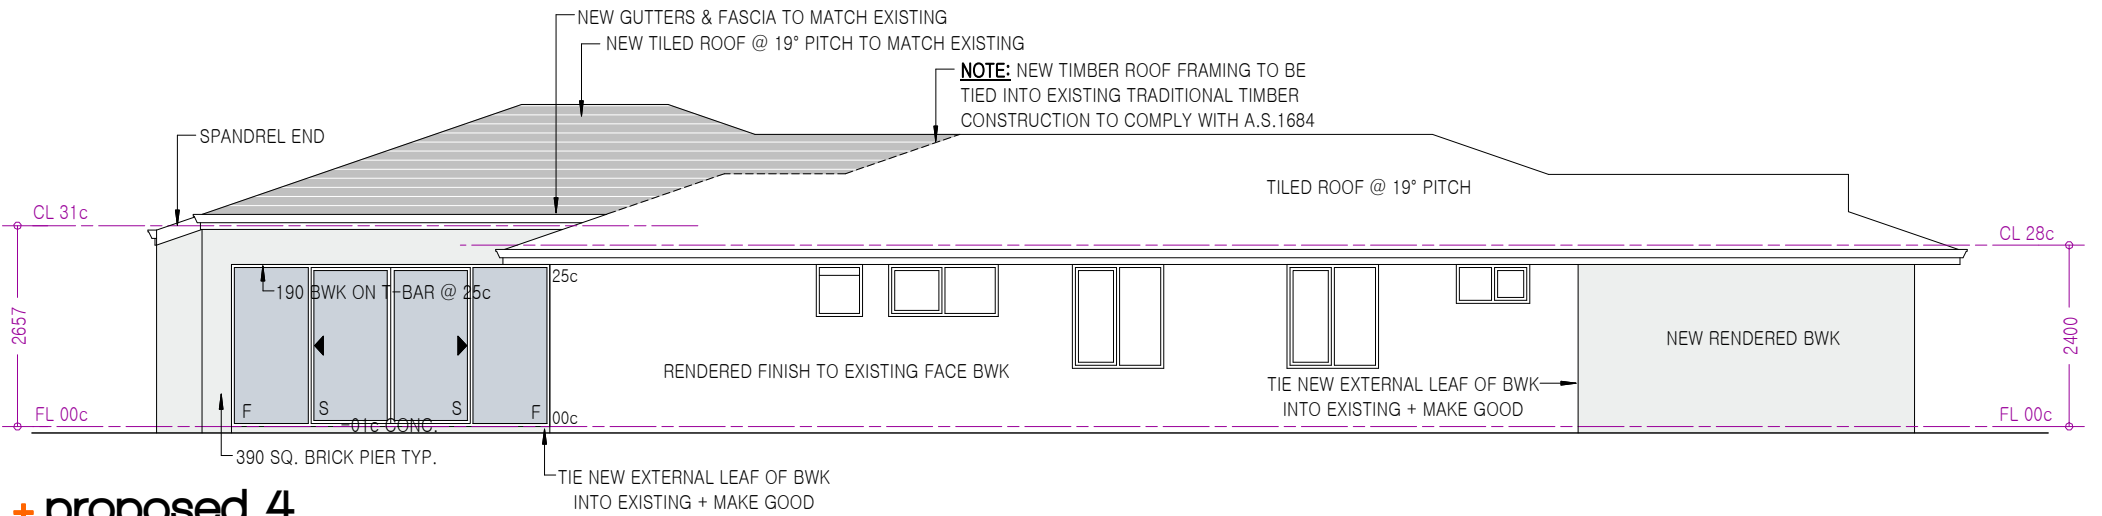 NEW GUTTERS & FASCIA TO MATCH EXISTING
NEW TILED ROOF @ 19° PITCH TO MATCH EXISTING
NOTE: NEW TIMBER ROOF FRAMING TO BE
TIED INTO EXISTING TRADITIONAL TIMBER
CONSTRUCTION TO COMPLY WITH A.S.1684
SPANDREL END
TILED ROOF @ 19° PITCH
CL 31c
CL 28c
25c
190 BWK ON T-BAR @ 25c
2657
2400
NEW RENDERED BWK
RENDERED FINISH TO EXISTING FACE BWK
TIE NEW EXTERNAL LEAF OF BWK
INTO EXISTING + MAKE GOOD
FL 00c
F
S
S
F
00c
FL 00c
-01c CONC.
390 SQ. BRICK PIER TYP.
TIE NEW EXTERNAL LEAF OF BWK
INTO EXISTING + MAKE GOOD
+ proposed 4